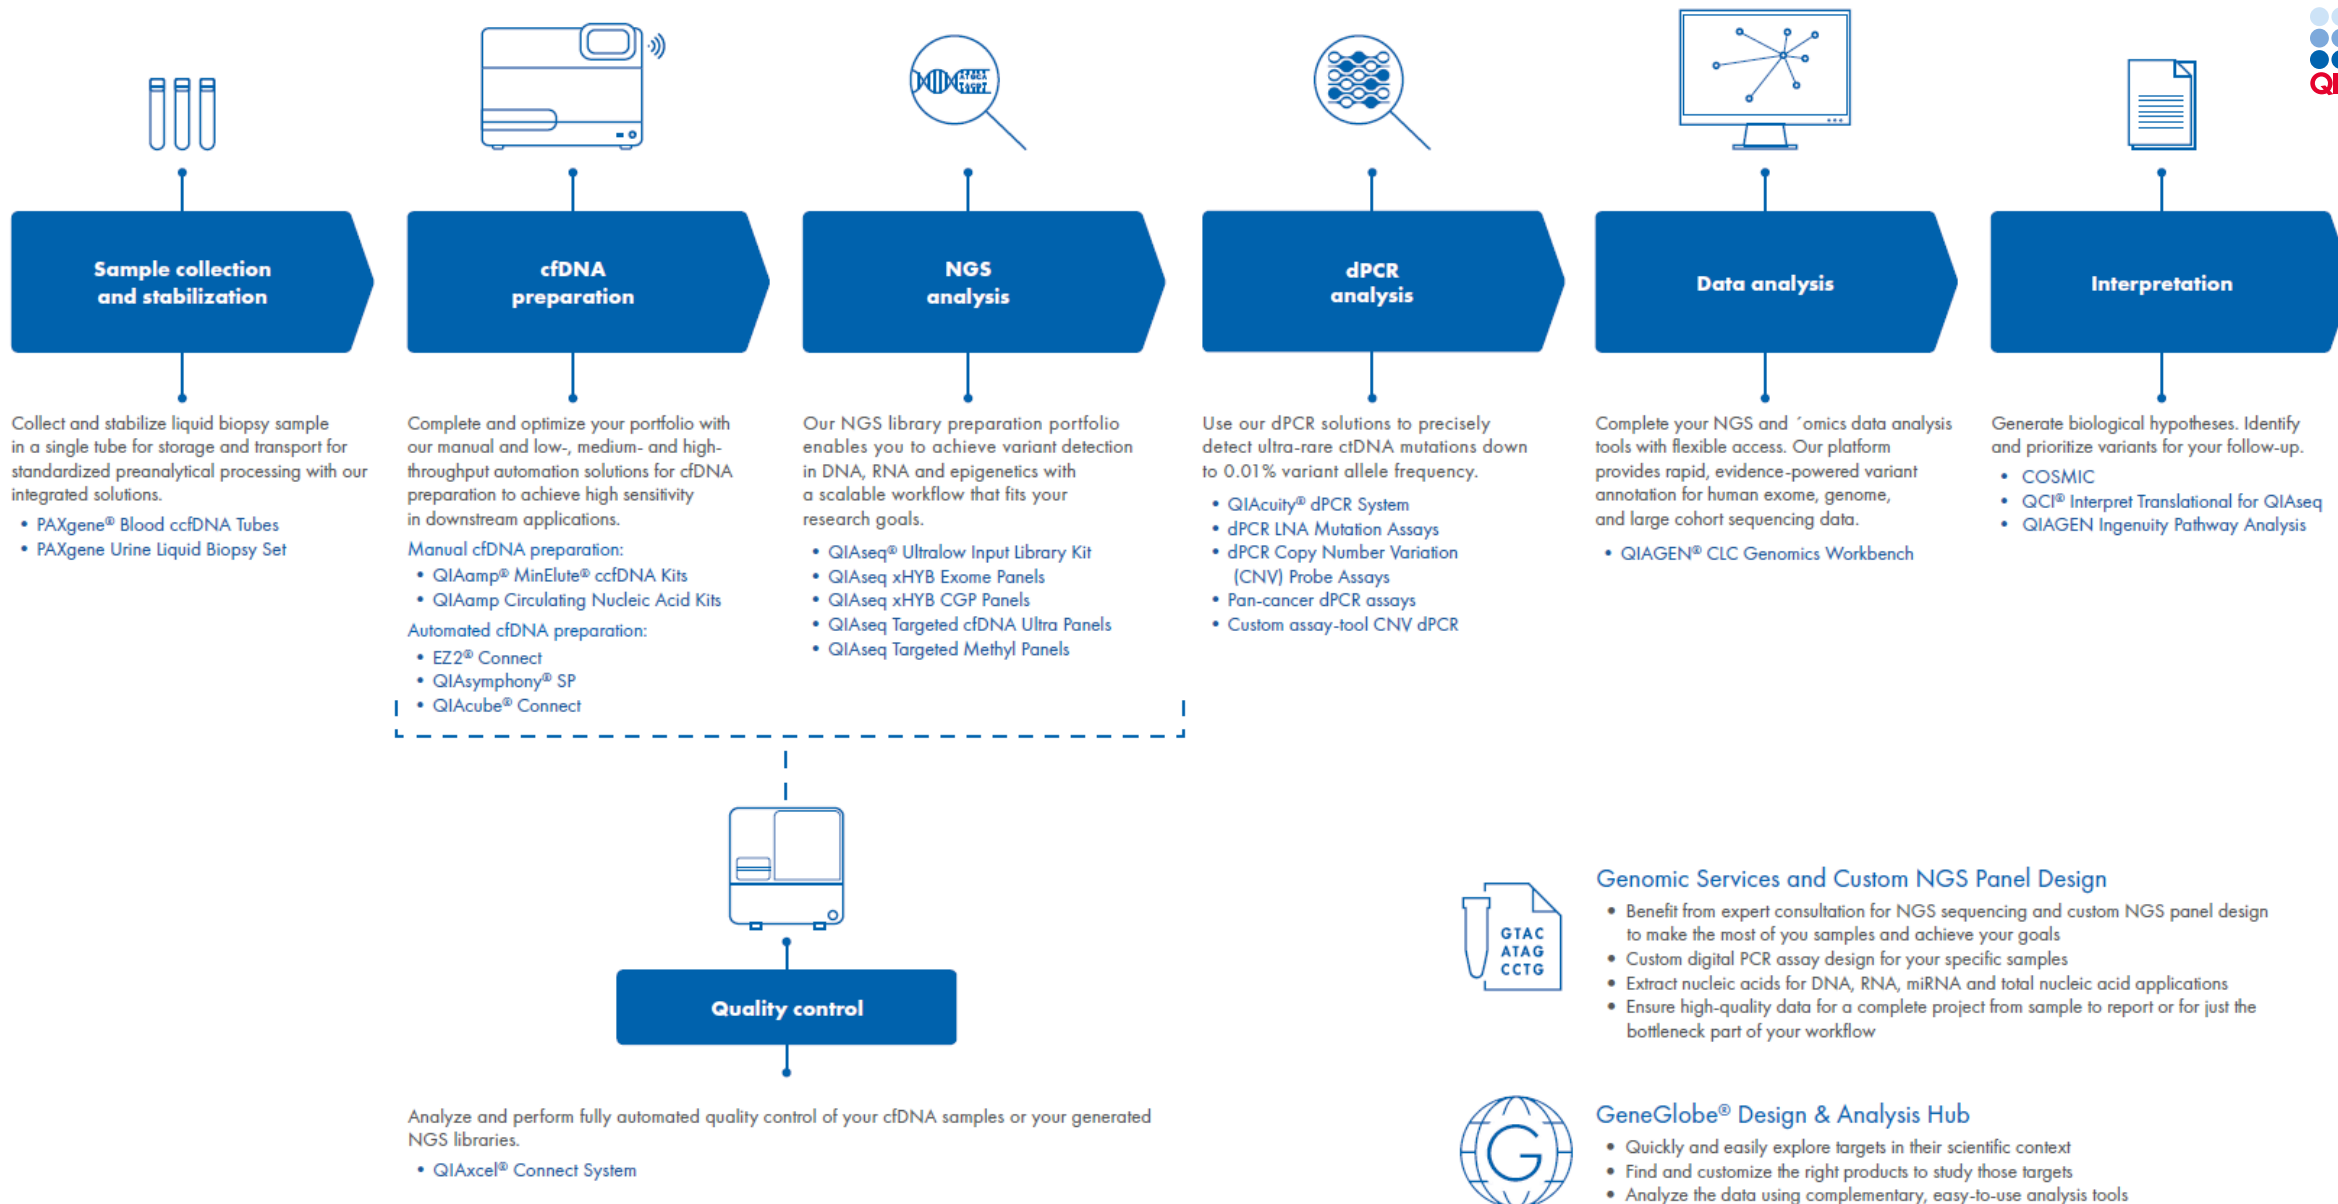 QI
Sample collection
and stabilization
cfDNA
preparation
NGS
analysis
dPCR
analysis
Data analysis
Interpretation
Collect and stabilize liquid biopsy sample
in a single tube for storage and transport for
standardized preanalytical processing with our
integrated solutions.
• PAXgene® Blood ccfDNA Tubes
• PAXgene Urine Liquid Biopsy Set
Complete and optimize your portfolio with
our manual and low-, medium- and high-
throughput automation solutions for cfDNA
preparation to achieve high sensitivity
in downstream applications.
Manual cfDNA preparation:
• QIAamp® MinElute® ccfDNA Kits
• QIAamp Circulating Nucleic Acid Kits
Automated cfDNA preparation:
• EZ2® Connect
• QIAsymphony® SP
• QIAcube® Connect
Our NGS library preparation portfolio
enables you to achieve variant detection
in DNA, RNA and epigenetics with
a scalable workflow that fits your
research goals.
• QIAseq® Ultralow Input Library Kit
• QIAseq xHYB Exome Panels
• QIAseq xHYB CGP Panels
• QIAseq Targeted cfDNA Ultra Panels
• QIAseq Targeted Methyl Panels
Use our dPCR solutions to precisely
detect ultra-rare ctDNA mutations down
to 0.01% variant allele frequency.
• QIAcuity® dPCR System
• dPCR LNA Mutation Assays
• dPCR Copy Number Variation
(CNV) Probe Assays
• Pan-cancer dPCR assays
• Custom assay-tool CNV dPCR
Complete your NGS and ´omics data analysis
tools with flexible access. Our platform
provides rapid, evidence-powered variant
annotation for human exome, genome,
and large cohort sequencing data.
• QIAGEN® CLC Genomics Workbench
Generate biological hypotheses. Identify
and prioritize variants for your follow-up.
• COSMIC
• QCI® Interpret Translational for QIAseq
• QIAGEN Ingenuity Pathway Analysis
Quality control
Analyze and perform fully automated quality control of your cfDNA samples or your generated
NGS libraries.
• QIAxcel® Connect System
GTAC
ATAG
CCTG
Genomic Services and Custom NGS Panel Design
• Benefit from expert consultation for NGS sequencing and custom NGS panel design
to make the most of you samples and achieve your goals
• Custom digital PCR assay design for your specific samples
• Extract nucleic acids for DNA, RNA, miRNA and total nucleic acid applications
• Ensure high-quality data for a complete project from sample to report or for just the
bottleneck part of your workflow
G
GeneGlobe® Design & Analysis Hub
• Quickly and easily explore targets in their scientific context
• Find and customize the right products to study those targets
• Analyze the data using complementary, easy-to-use analysis tools